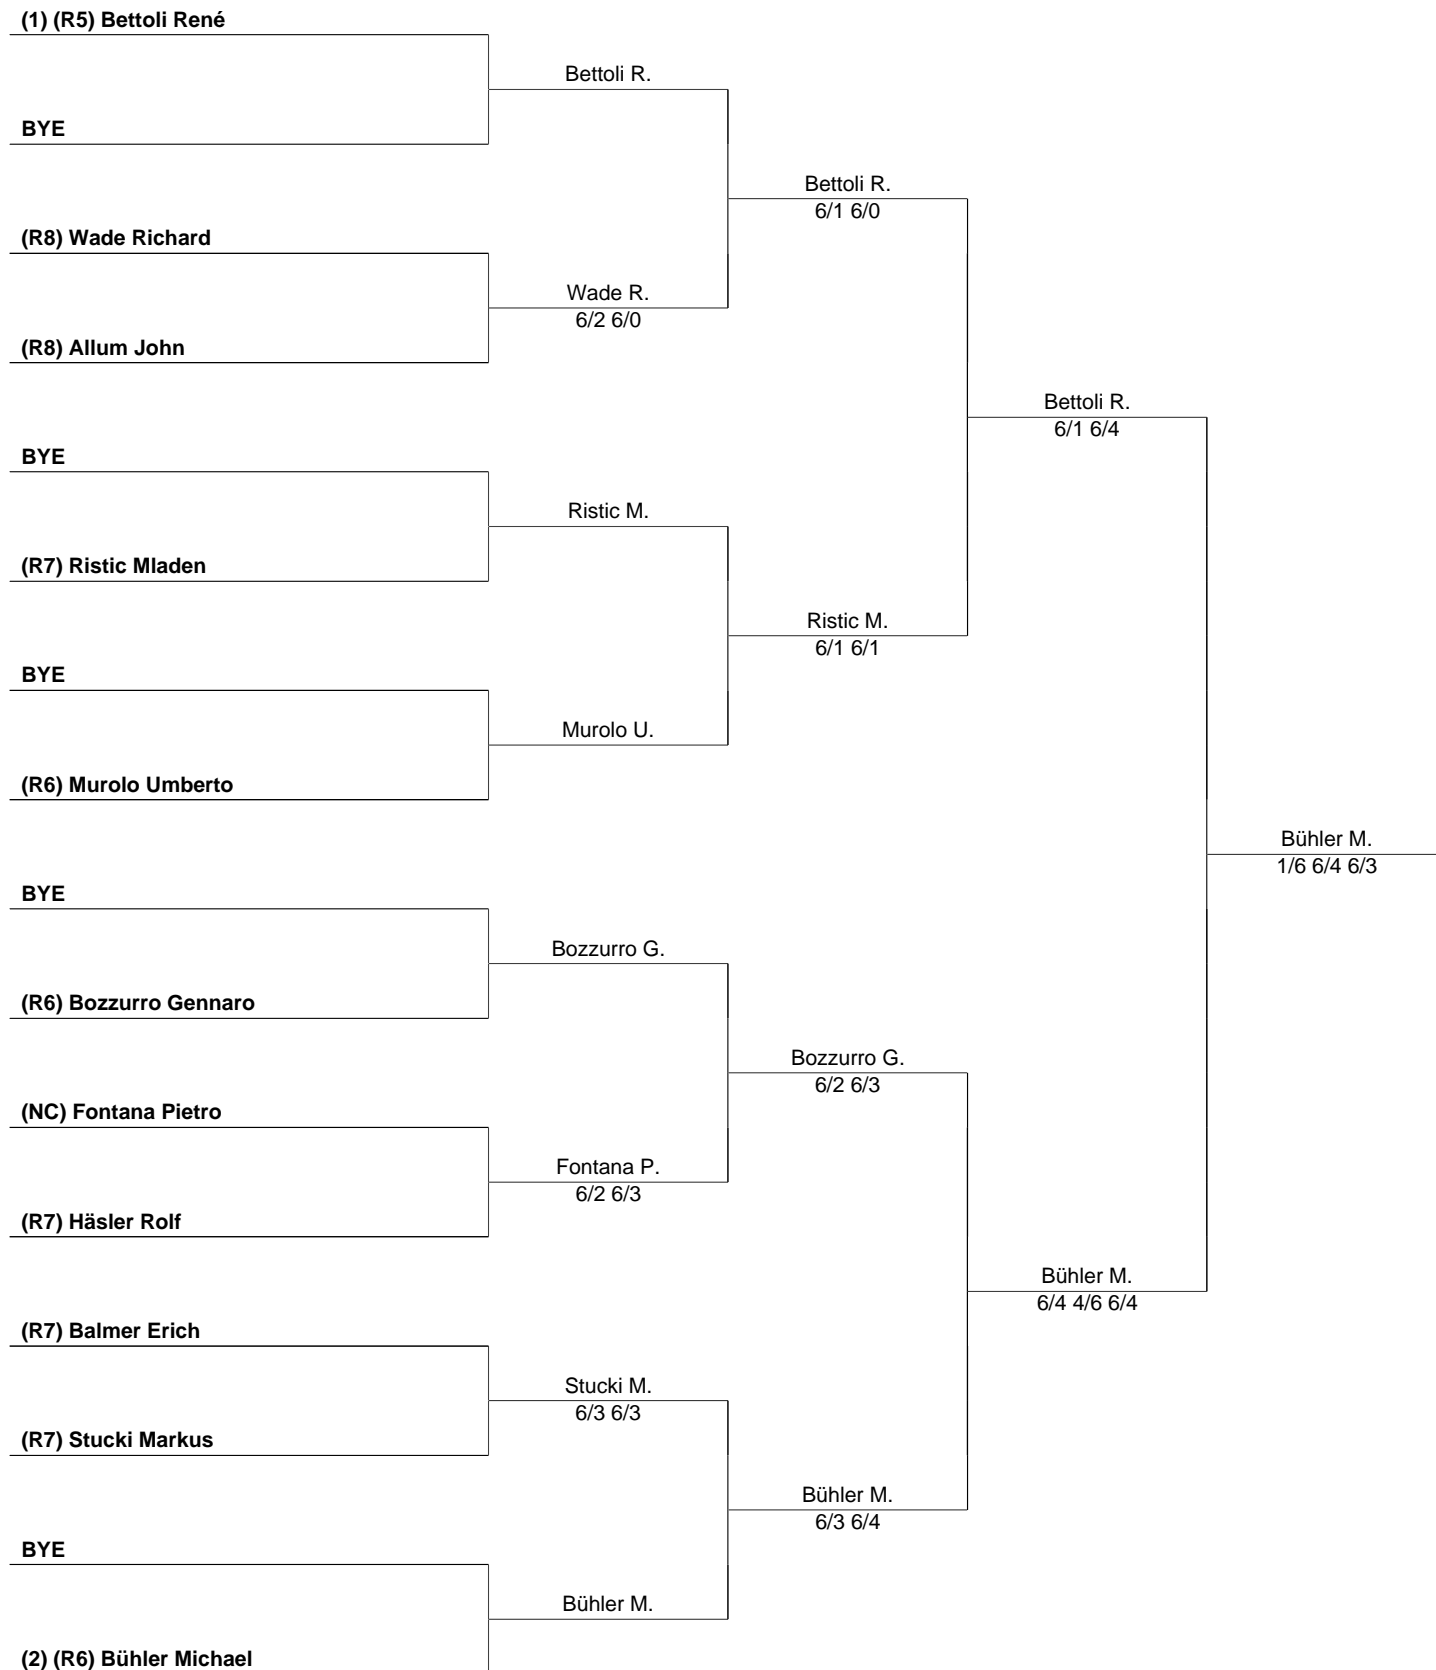 (1) (R5) Bettoli René
Bettoli R.
BYE
Bettoli R.
6/1 6/0
(R8) Wade Richard
Wade R.
6/2 6/0
(R8) Allum John
Bettoli R.
6/1 6/4
BYE
Ristic M.
(R7) Ristic Mladen
Ristic M.
6/1 6/1
BYE
Murolo U.
(R6) Murolo Umberto
Bühler M.
1/6 6/4 6/3
BYE
Bozzurro G.
(R6) Bozzurro Gennaro
Bozzurro G.
6/2 6/3
(NC) Fontana Pietro
Fontana P.
6/2 6/3
(R7) Häsler Rolf
Bühler M.
6/4 4/6 6/4
(R7) Balmer Erich
Stucki M.
6/3 6/3
(R7) Stucki Markus
Bühler M.
6/3 6/4
BYE
Bühler M.
(2) (R6) Bühler Michael